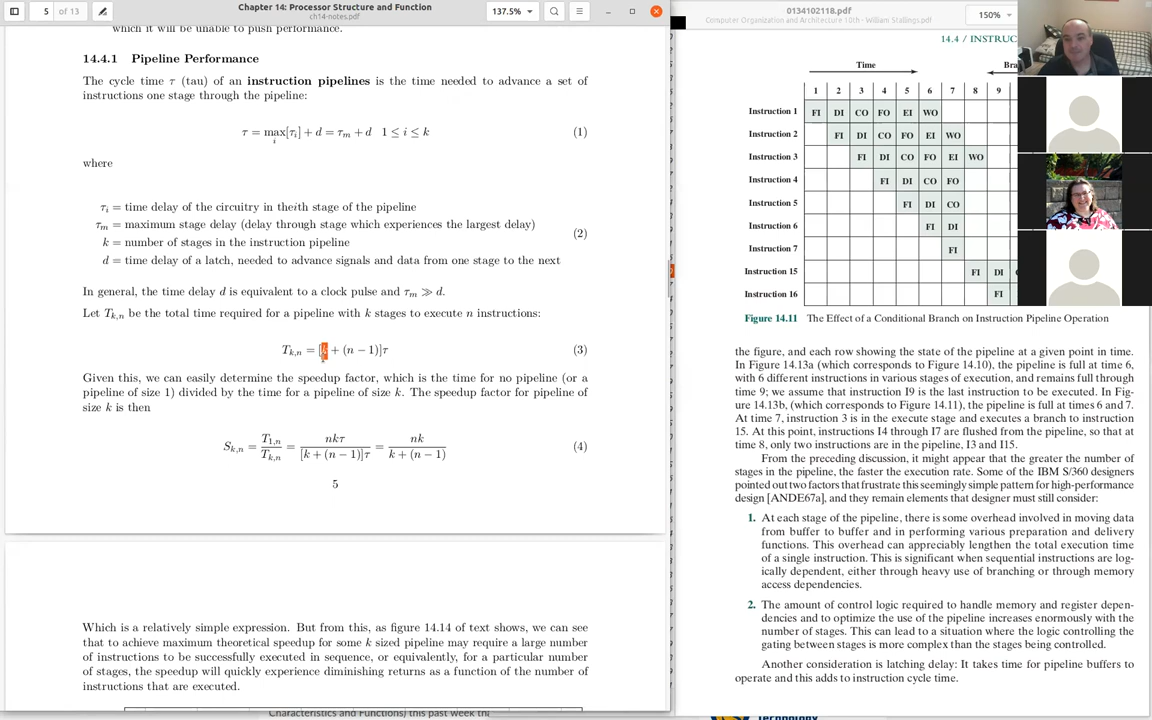 5 of 13
Chapter 14: Processor Structure and Function
ch14-notes.pdf
137.5%
which it will be unable to push performance.
14.4.1 Pipeline Performance
The cycle time τ (tau) of an instruction pipelines is the time needed to advance a set of
instructions one stage through the pipeline:
τ = max[τi] + d = τm + d 1 ≤ i ≤ k (1)
i
where
τi = time delay of the circuitry in theith stage of the pipeline
τm = maximum stage delay (delay through stage which experiences the largest delay)
(2)
k = number of stages in the instruction pipeline
d = time delay of a latch, needed to advance signals and data from one stage to the next
In general, the time delay d is equivalent to a clock pulse and τm ≫ d.
Let Tk,n be the total time required for a pipeline with k stages to execute n instructions:
Tk,n = [k + (n − 1)]τ (3)
Given this, we can easily determine the speedup factor, which is the time for no pipeline (or a
pipeline of size 1) divided by the time for a pipeline of size k. The speedup factor for pipeline of
size k is then
Sk,n = T1,n / Tk,n = nkτ / [k + (n − 1)]τ = nk / k + (n − 1) (4)
5
Which is a relatively simple expression. But from this, as figure 14.14 of text shows, we can see
that to achieve maximum theoretical speedup for some k sized pipeline may require a large number
of instructions to be successfully executed in sequence, or equivalently, for a particular number
of stages, the speedup will quickly experience diminishing returns as a function of the number of
instructions that are executed.
Characteristics and Functions) this past week th
0134102118.pdf
Computer Organization and Architecture 10th - William Stallings.pdf
150%
14.4 / INSTRUC
Time Bra
1 2 3 4 5 6 7 8 9
Instruction 1 FI DI CO FO EI WO
Instruction 2 FI DI CO FO EI WO
Instruction 3 FI DI CO FO EI WO
Instruction 4 FI DI CO FO
Instruction 5 FI DI CO
Instruction 6 FI DI
Instruction 7 FI
Instruction 15 FI DI
Instruction 16 FI
Figure 14.11 The Effect of a Conditional Branch on Instruction Pipeline Operation
the figure, and each row showing the state of the pipeline at a given point in time.
In Figure 14.13a (which corresponds to Figure 14.10), the pipeline is full at time 6,
with 6 different instructions in various stages of execution, and remains full through
time 9; we assume that instruction I9 is the last instruction to be executed. In Fig-
ure 14.13b, (which corresponds to Figure 14.11), the pipeline is full at times 6 and 7.
At time 7, instruction 3 is in the execute stage and executes a branch to instruction
15. At this point, instructions I4 through I7 are flushed from the pipeline, so that at
time 8, only two instructions are in the pipeline, I3 and I15.
From the preceding discussion, it might appear that the greater the number of
stages in the pipeline, the faster the execution rate. Some of the IBM S/360 designers
pointed out two factors that frustrate this seemingly simple pattern for high-performance
design [ANDE67a], and they remain elements that designer must still consider:
1. At each stage of the pipeline, there is some overhead involved in moving data
from buffer to buffer and in performing various preparation and delivery
functions. This overhead can appreciably lengthen the total execution time
of a single instruction. This is significant when sequential instructions are log-
ically dependent, either through heavy use of branching or through memory
access dependencies.
2. The amount of control logic required to handle memory and register depen-
dencies and to optimize the use of the pipeline increases enormously with the
number of stages. This can lead to a situation where the logic controlling the
gating between stages is more complex than the stages being controlled.
Another consideration is latching delay: It takes time for pipeline buffers to
operate and this adds to instruction cycle time.